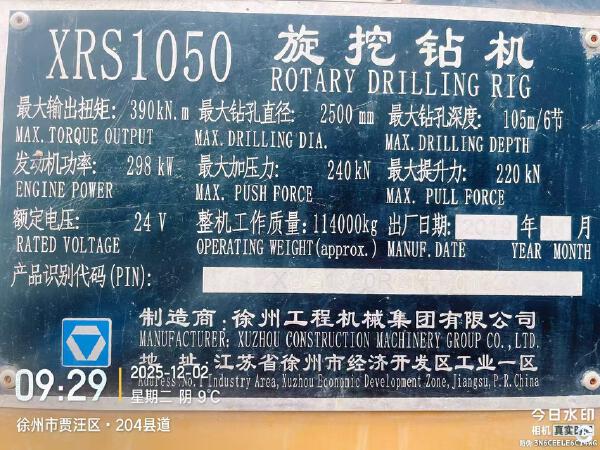 XRS1050 旋挖钻机
ROTARY DRILLING RIG
最大输出扭矩: 390kN.m 最大钻孔直径: 2500 mm 最大钻孔深度: 105m/6节
MAX. TORQUE OUTPUT MAX. DRILLING DIA. MAX. DRILLING DEPTH
发动机功率: 298 kW 最大加压力: 240 kN 最大提升力: 220 kN
ENGINE POWER MAX. PUSH FORCE MAX. PULL FORCE
额定电压: 24 V 整机工作质量: 114000kg 出厂日期: 年 月
RATED VOLTAGE OPERATING WEIGHT(approx.) MANUF. DATE YEAR MONTH
产品识别代码(PIN):
制造商: 徐州工程机械集团有限公司
MANUFACTURER: XUZHOU CONSTRUCTION MACHINERY GROUP CO., LTD.
地 址: 江苏省徐州市经济开发区工业一区
Address:No.1 Industry Area, Xuzhou Economic Development Zone, Jiangsu, P.R.China
09:29
2025-12-02
星期二 阴 9°C
徐州市贾汪区·204县道
今日水印
相机 真实时间
防伪